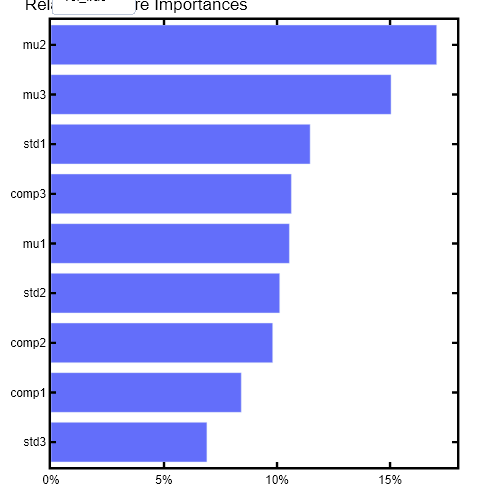 Rela re Importances
mu2
mu3
std1
comp3
mu1
std2
comp2
comp1
std3
0% 5% 10% 15%